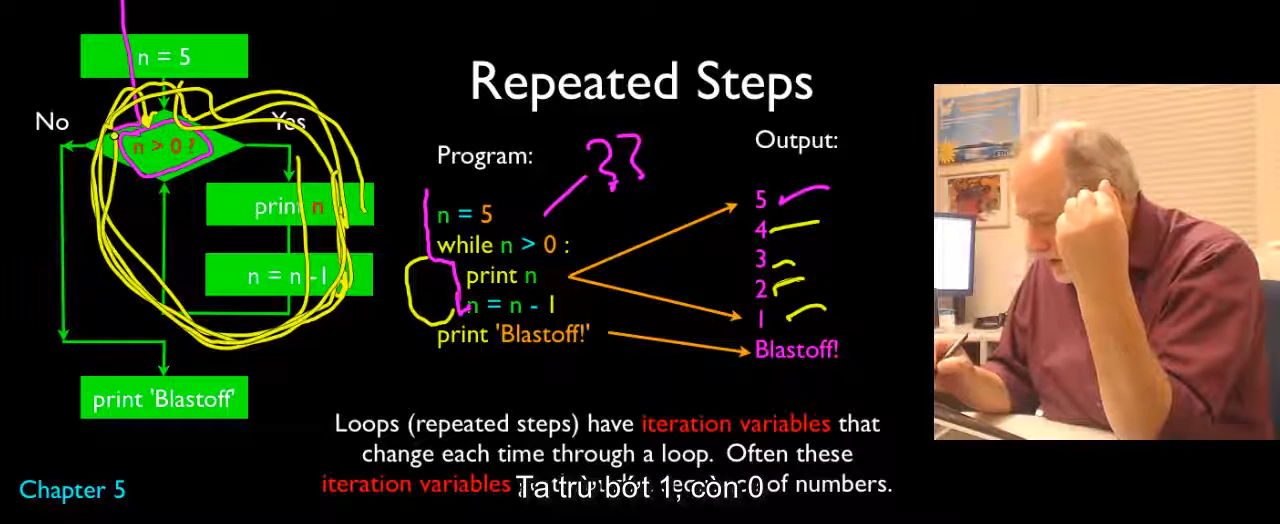 n = 5
Repeated Steps
No
Yes
n > 0 ?
Program:
Output:
??
print n
n = n -1
print 'Blastoff'
n = 5
while n > 0 :
print n
n = n - 1
print 'Blastoff!'
5
4
3
2
1
Blastoff!
Loops (repeated steps) have iteration variables that
change each time through a loop. Often these
iteration variables of numbers.
Ta trừ bớt 1, còn 0
Chapter 5